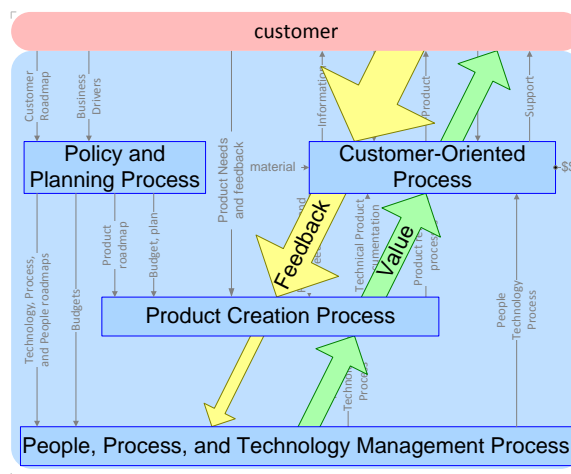 customer
Customer
Roadmap
Business
Drivers
Product Needs
and feedback
Information
Product
Support
Policy and
Planning Process
material
Customer-Oriented
Process
Technology, Process,
and People roadmaps
Budgets
Product
roadmap
Budget, plan
Feedback
Technical Product
Value
People
Technology
Process
Product Creation Process
People, Process, and Technology Management Process